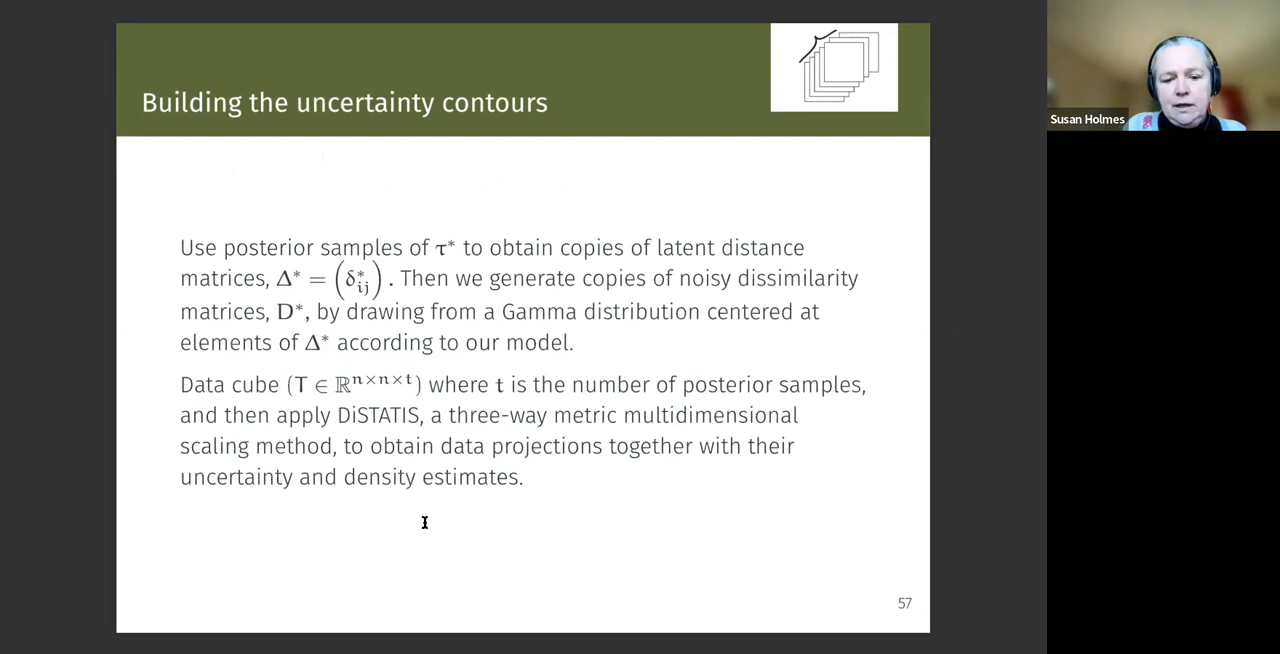 Building the uncertainty contours
Susan Holmes
Use posterior samples of τ* to obtain copies of latent distance
matrices, Δ* = (δ*ij) . Then we generate copies of noisy dissimilarity
matrices, D*, by drawing from a Gamma distribution centered at
elements of Δ* according to our model.
Data cube (T ∈ ℝ^{n×n×t}) where t is the number of posterior samples,
and then apply DiSTATIS, a three-way metric multidimensional
scaling method, to obtain data projections together with their
uncertainty and density estimates.
57